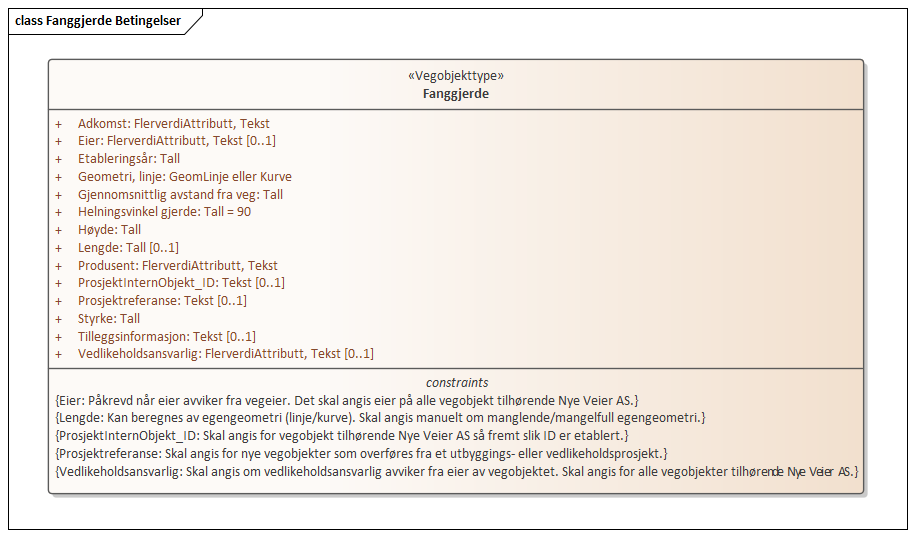 class Fanggjerde Betingelser
«Vegobjekttype»
Fanggjerde
+ Adkomst: FlerverdiAttributt, Tekst
+ Eier: FlerverdiAttributt, Tekst [0..1]
+ Etableringsår: Tall
+ Geometri, linje: GeomLinje eller Kurve
+ Gjennomsnittlig avstand fra veg: Tall
+ Helningsvinkel gjerde: Tall = 90
+ Høyde: Tall
+ Lengde: Tall [0..1]
+ Produsent: FlerverdiAttributt, Tekst
+ ProsjektInternObjekt_ID: Tekst [0..1]
+ Prosjektreferanse: Tekst [0..1]
+ Styrke: Tall
+ Tilleggsinformasjon: Tekst [0..1]
+ Vedlikeholdsansvarlig: FlerverdiAttributt, Tekst [0..1]
constraints
{Eier: Påkrevd når eier avviker fra vegeier. Det skal angis eier på alle vegobjekt tilhørende Nye Veier AS.}
{Lengde: Kan beregnes av egengeometri (linje/kurve). Skal angis manuelt om manglende/mangelfull egengeometri.}
{ProsjektInternObjekt_ID: Skal angis for vegobjekt tilhørende Nye Veier AS så fremt slik ID er etablert.}
{Prosjektreferanse: Skal angis for nye vegobjekter som overføres fra et utbyggings- eller vedlikeholdsprosjekt.}
{Vedlikeholdsansvarlig: Skal angis om vedlikeholdsansvarlig avviker fra eier av vegobjektet. Skal angis for alle vegobjekter tilhørende Nye Veier AS.}